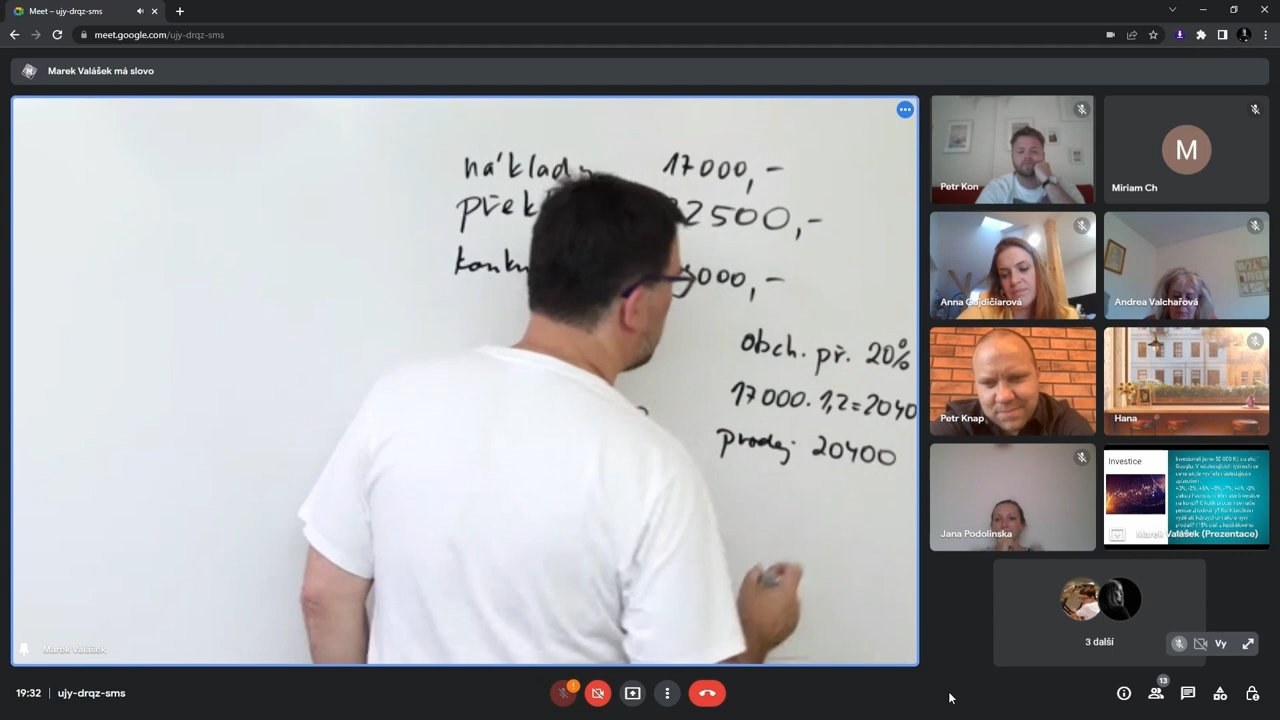 Meet – ujy-drqz-sms
meet.google.com/ujy-drqz-sms
Marek Valášek má slovo
náklady 17000,-
2500,-
000,-
obch. př. 20%
17000. 1,2=2040
prodej 20400
Marek Valášek
Petr Kon
M
Miriam Ch
Anna Gajdičiarová
Andrea Valchařová
Petr Knap
Hana
Jana Podolinska
Investice
Marek Valášek (Prezentace)
3 další
Vy
19:32 ujy-drqz-sms
13